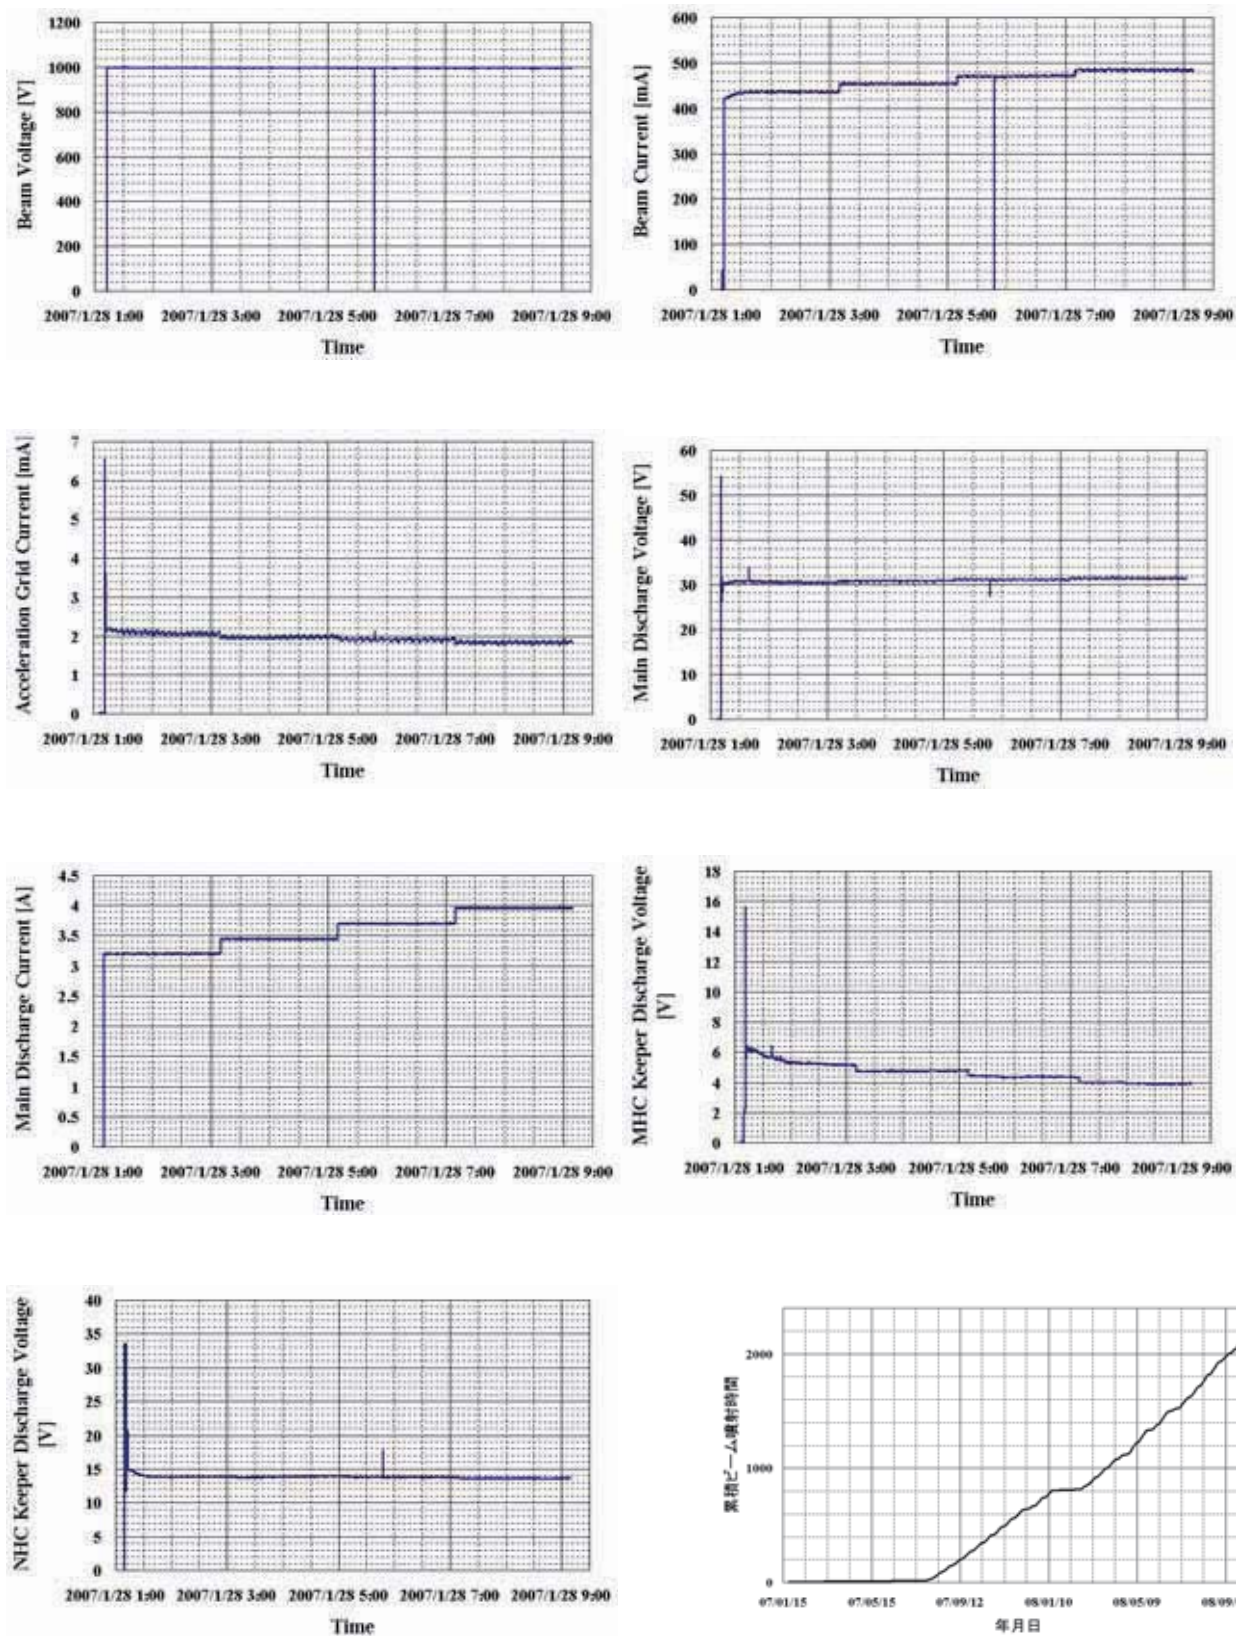 1200
1000
800
600
400
200
0
Beam Voltage [V]
2007/1/28 1:00 2007/1/28 3:00 2007/1/28 5:00 2007/1/28 7:00 2007/1/28 9:00
Time
600
500
400
300
200
100
0
Beam Current [mA]
2007/1/28 1:00 2007/1/28 3:00 2007/1/28 5:00 2007/1/28 7:00 2007/1/28 9:00
Time
7
6
5
4
3
2
1
0
Acceleration Grid Current [mA]
2007/1/28 1:00 2007/1/28 3:00 2007/1/28 5:00 2007/1/28 7:00 2007/1/28 9:00
Time
60
50
40
30
20
10
0
Main Discharge Voltage [V]
2007/1/28 1:00 2007/1/28 3:00 2007/1/28 5:00 2007/1/28 7:00 2007/1/28 9:00
Time
4.5
4
3.5
3
2.5
2
1.5
1
0.5
0
Main Discharge Current [A]
2007/1/28 1:00 2007/1/28 3:00 2007/1/28 5:00 2007/1/28 7:00 2007/1/28 9:00
Time
18
16
14
12
10
8
6
4
2
0
MHC Keeper Discharge Voltage
[V]
2007/1/28 1:00 2007/1/28 3:00 2007/1/28 5:00 2007/1/28 7:00 2007/1/28 9:00
Time
40
35
30
25
20
15
10
5
0
NHC Keeper Discharge Voltage
[V]
2007/1/28 1:00 2007/1/28 3:00 2007/1/28 5:00 2007/1/28 7:00 2007/1/28 9:00
Time
2000
1000
0
累積ビーム噴射時間
07/01/15 07/05/15 07/09/12 08/01/10 08/05/09 08/09/0
年月日